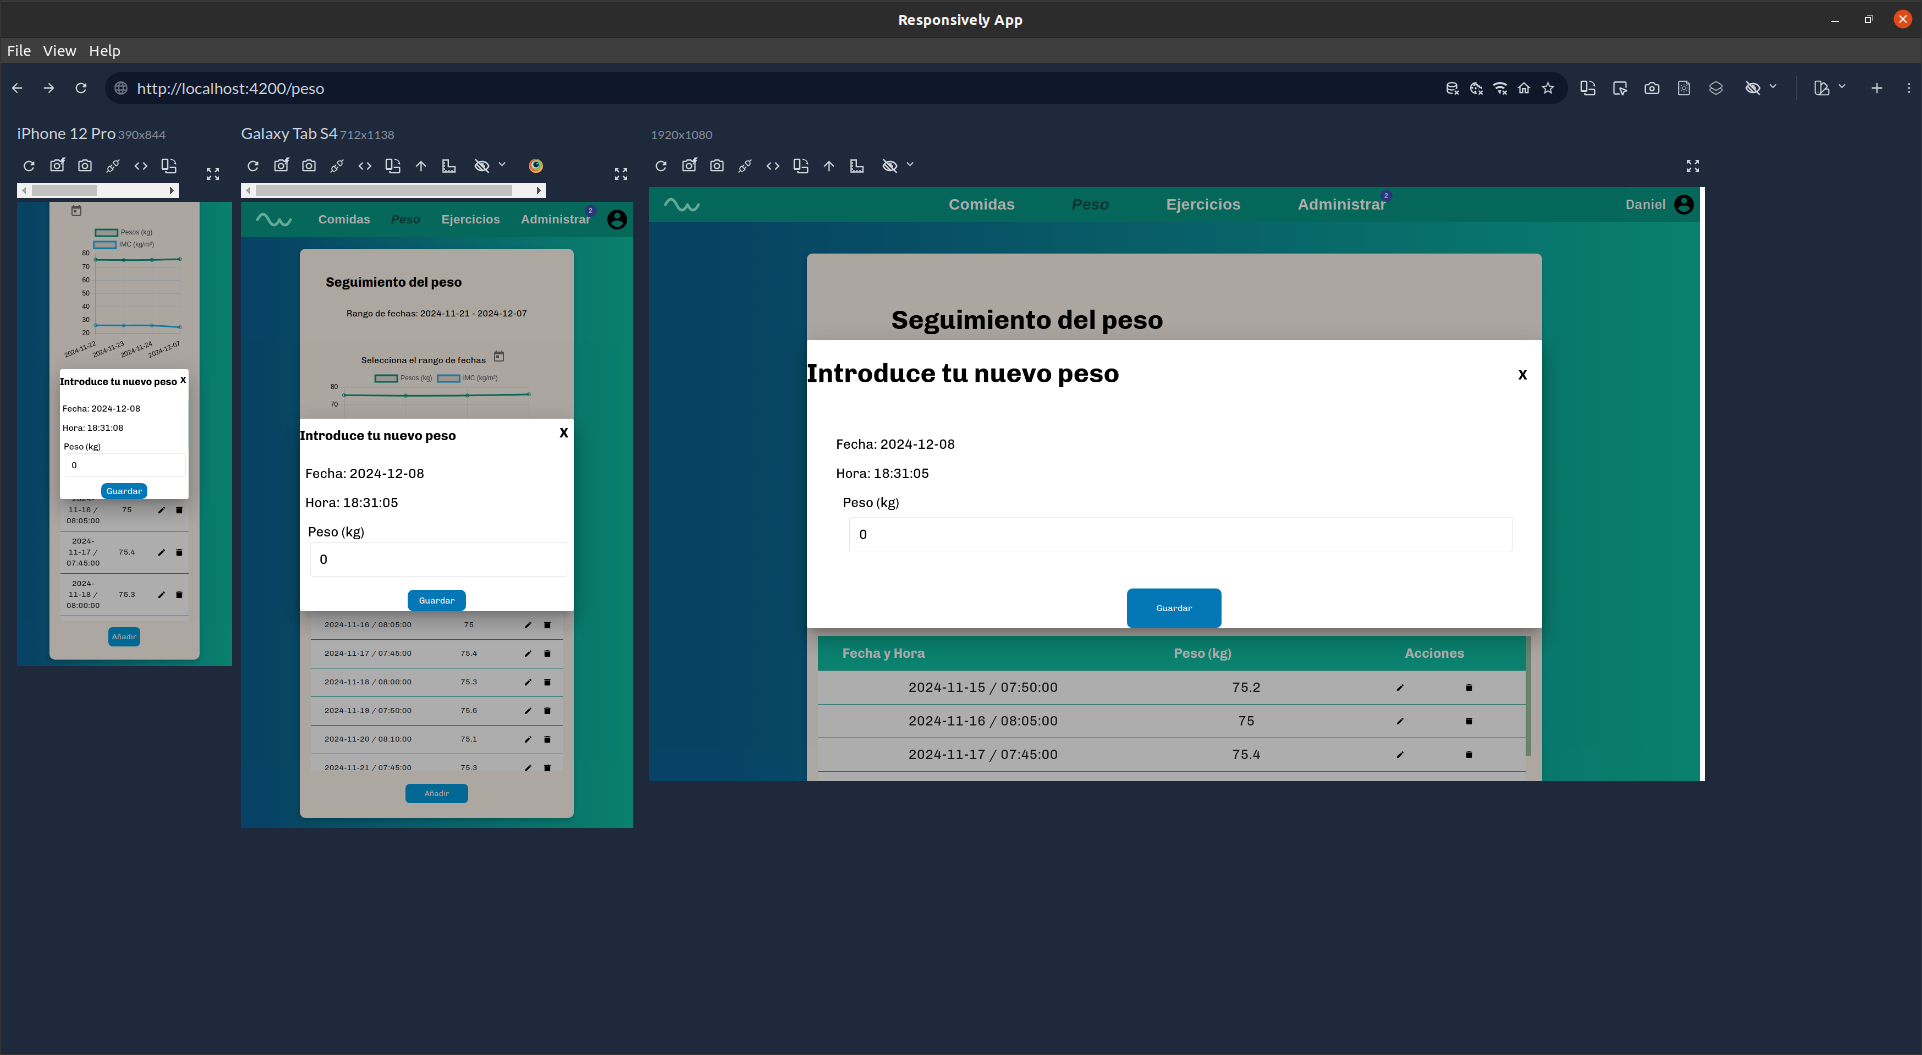 Responsively App
File View Help
http://localhost:4200/peso
iPhone 12 Pro 390x844
Pesos (kg)
IMC (kg/m²)
80
70
60
50
40
30
20
2024-11-22
2024-11-23
2024-11-24
2024-12-07
Introduce tu nuevo peso X
Fecha: 2024-12-08
Hora: 18:31:08
Peso (kg)
0
Guardar
11-16 /
08:05:00
75
2024-
11-17 /
07:45:00
75.4
2024-
11-18 /
08:00:00
75.3
Añadir
Galaxy Tab S4 712x1138
Comidas Peso Ejercicios Administrar 2
Seguimiento del peso
Rango de fechas: 2024-11-21 - 2024-12-07
Selecciona el rango de fechas
Pesos (kg) IMC (kg/m²)
80
70
Introduce tu nuevo peso X
Fecha: 2024-12-08
Hora: 18:31:05
Peso (kg)
0
Guardar
2024-11-16 / 08:05:00 75
2024-11-17 / 07:45:00 75.4
2024-11-18 / 08:00:00 75.3
2024-11-19 / 07:50:00 75.6
2024-11-20 / 08:10:00 75.1
2024-11-21 / 07:45:00 75.3
Añadir
1920x1080
Comidas Peso Ejercicios Administrar 2 Daniel
Seguimiento del peso
Introduce tu nuevo peso X
Fecha: 2024-12-08
Hora: 18:31:05
Peso (kg)
0
Guardar
Fecha y Hora Peso (kg) Acciones
2024-11-15 / 07:50:00 75.2
2024-11-16 / 08:05:00 75
2024-11-17 / 07:45:00 75.4